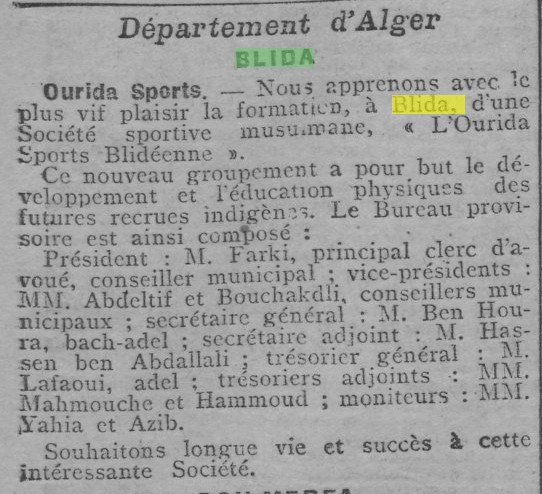 Département d'Alger
BLIDA
Ourida Sports. — Nous apprenons avec le
plus vif plaisir la formation, à Blida, d'une
Société sportive musulmane, « L'Ourida
Sports Blidéenne ».
Ce nouveau groupement a pour but le dé-
veloppement et l'éducation physiques des
futures recrues indigènes. Le Bureau provi-
soire est ainsi composé :
Président : M. Farki, principal clerc d'a-
voué, conseiller municipal ; vice-présidents :
MM. Abdeltif et Bouchakdli, conseillers mu-
nicipaux ; secrétaire général : M. Ben Hou-
ra, bach-adel ; secrétaire adjoint : M. Has-
sen ben Abdallali ; trésorier général : M.
Lafaoui, adel ; trésoriers adjoints : MM.
Mahmouche et Hammoud ; moniteurs : MM.
Yahia et Azib.
Souhaitons longue vie et succès à cette
intéressante Société.